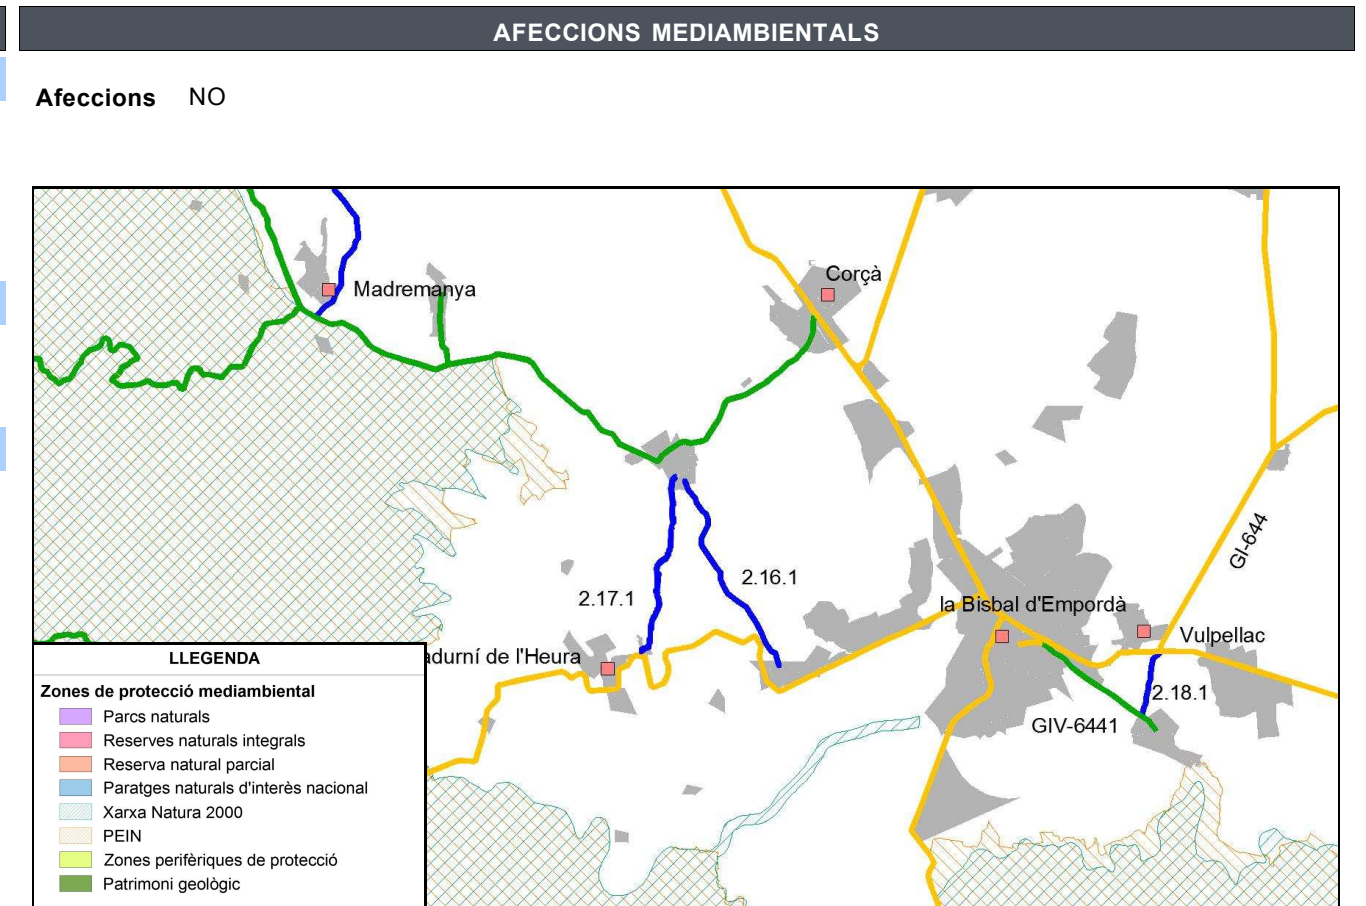 AFECCIONS MEDIAMBIENTALS
Afeccions NO
Corçà
Madremanya
GI-644
2.16.1
2.17.1
la Bisbal d'Empordà
Vulpellac
adurní de l'Heura
2.18.1
GIV-6441
LLEGENDA
Zones de protecció mediambiental
Parcs naturals
Reserves naturals integrals
Reserva natural parcial
Paratges naturals d'interès nacional
Xarxa Natura 2000
PEIN
Zones perifèriques de protecció
Patrimoni geològic